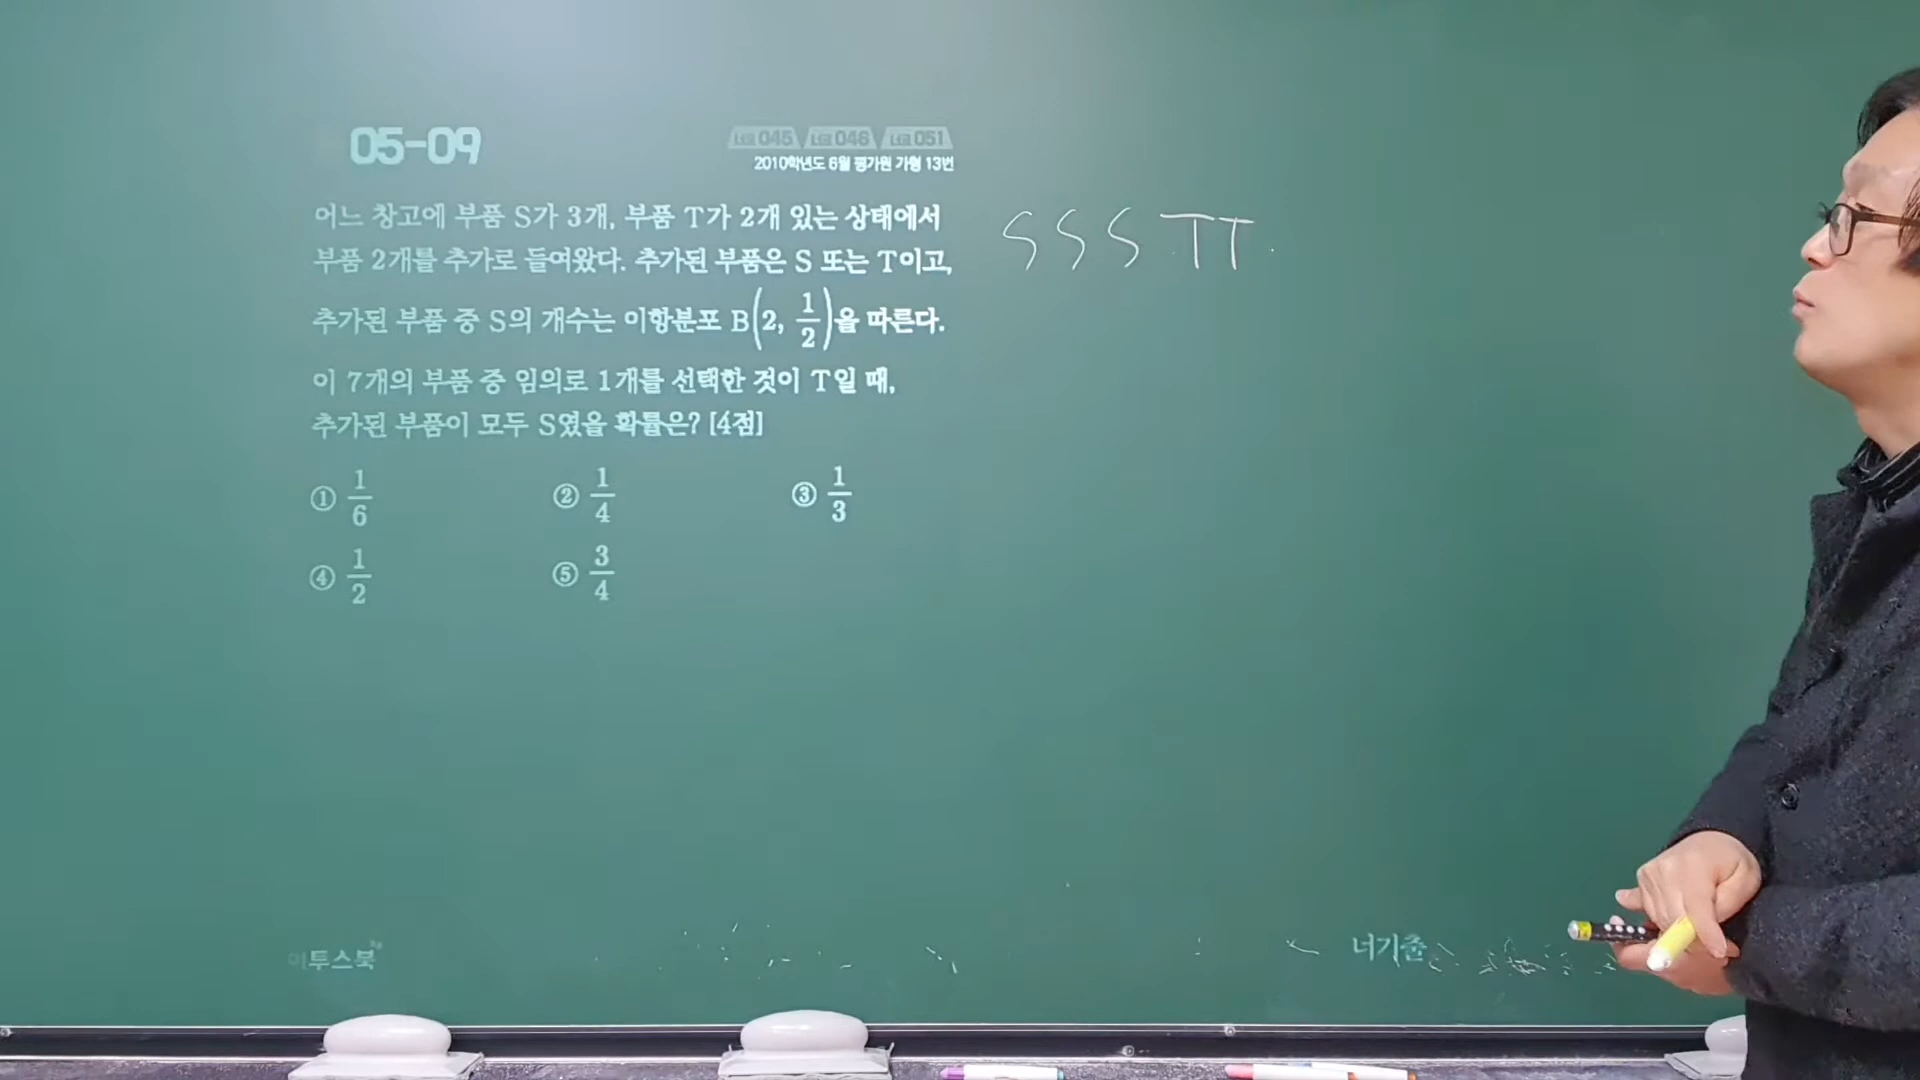 05-09
너코 045 너코 046 너코 051
2010학년도 6월 평가원 가형 13번
어느 창고에 부품 S가 3개, 부품 T가 2개 있는 상태에서
부품 2개를 추가로 들여왔다. 추가된 부품은 S 또는 T이고,
추가된 부품 중 S의 개수는 이항분포 B(2, 1/2)을 따른다.
이 7개의 부품 중 임의로 1개를 선택한 것이 T일 때,
추가된 부품이 모두 S였을 확률은? [4점]
① 1/6 ② 1/4 ③ 1/3
④ 1/2 ⑤ 3/4
S S S T T
이투스북
너기출